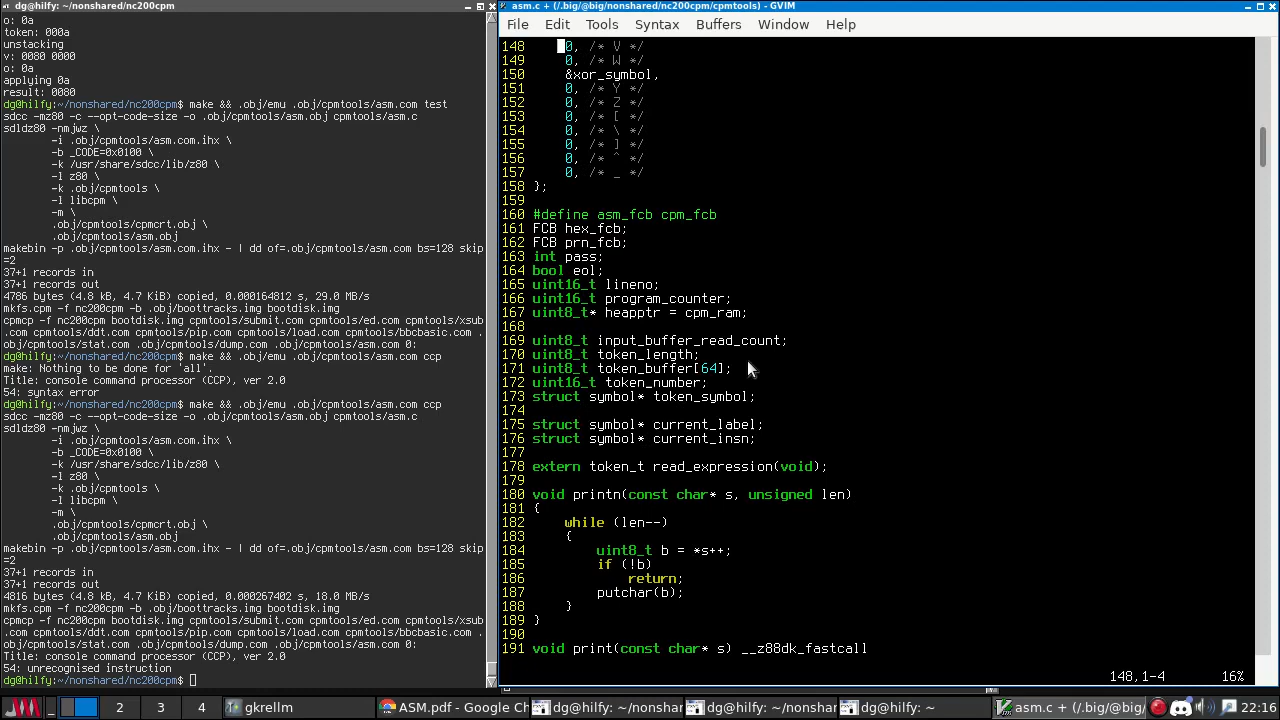 dg@hilfy: ~/nonshared/nc200cpm
token: 000a
unstacking
v: 0080 0000
o: 0a
applying 0a
result: 0080
dg@hilfy:~/nonshared/nc200cpm$ make && .obj/emu .obj/cpmtools/asm.com test
sdcc -mz80 -c --opt-code-size -o .obj/cpmtools/asm.obj cpmtools/asm.c
sdldz80 -nmjwz \
-i .obj/cpmtools/asm.com.ihx \
-b _CODE=0x0100 \
-k /usr/share/sdcc/lib/z80 \
-l z80 \
-k .obj/cpmtools \
-l libcpm \
-m \
.obj/cpmtools/cpmcrt.obj \
.obj/cpmtools/asm.obj
makebin -p .obj/cpmtools/asm.com.ihx - | dd of=.obj/cpmtools/asm.com bs=128 skip
=2
37+1 records in
37+1 records out
4786 bytes (4.8 kB, 4.7 KiB) copied, 0.000164812 s, 29.0 MB/s
mkfs.cpm -f nc200cpm -b .obj/boottracks.img bootdisk.img
cpmcp -f nc200cpm bootdisk.img cpmtools/submit.com cpmtools/ed.com cpmtools/xsub
.com cpmtools/ddt.com cpmtools/pip.com cpmtools/load.com cpmtools/bbcbasic.com .
obj/cpmtools/stat.com .obj/cpmtools/dump.com .obj/cpmtools/asm.com 0:
dg@hilfy:~/nonshared/nc200cpm$ make && .obj/emu .obj/cpmtools/asm.com ccp
make: Nothing to be done for 'all'.
Title: console command processor (CCP), ver 2.0
54: syntax error
dg@hilfy:~/nonshared/nc200cpm$ make && .obj/emu .obj/cpmtools/asm.com ccp
sdcc -mz80 -c --opt-code-size -o .obj/cpmtools/asm.obj cpmtools/asm.c
sdldz80 -nmjwz \
-i .obj/cpmtools/asm.com.ihx \
-b _CODE=0x0100 \
-k /usr/share/sdcc/lib/z80 \
-l z80 \
-k .obj/cpmtools \
-l libcpm \
-m \
.obj/cpmtools/cpmcrt.obj \
.obj/cpmtools/asm.obj
makebin -p .obj/cpmtools/asm.com.ihx - | dd of=.obj/cpmtools/asm.com bs=128 skip
=2
37+1 records in
37+1 records out
4816 bytes (4.8 kB, 4.7 KiB) copied, 0.000267402 s, 18.0 MB/s
mkfs.cpm -f nc200cpm -b .obj/boottracks.img bootdisk.img
cpmcp -f nc200cpm bootdisk.img cpmtools/submit.com cpmtools/ed.com cpmtools/xsub
.com cpmtools/ddt.com cpmtools/pip.com cpmtools/load.com cpmtools/bbcbasic.com .
obj/cpmtools/stat.com .obj/cpmtools/dump.com .obj/cpmtools/asm.com 0:
Title: console command processor (CCP), ver 2.0
54: unrecognised instruction
dg@hilfy:~/nonshared/nc200cpm$
asm.c + (/.big/@/big/nonshared/nc200cpm/cpmtools) - GVIM
File Edit Tools Syntax Buffers Window Help
148 0, /* V */
149 0, /* W */
150 &xor_symbol,
151 0, /* Y */
152 0, /* Z */
153 0, /* [ */
154 0, /* \ */
155 0, /* ] */
156 0, /* ^ */
157 0, /* _ */
158 };
159
160 #define asm_fcb cpm_fcb
161 FCB hex_fcb;
162 FCB prn_fcb;
163 int pass;
164 bool eol;
165 uint16_t lineno;
166 uint16_t program_counter;
167 uint8_t* heapptr = cpm_ram;
168
169 uint8_t input_buffer_read_count;
170 uint8_t token_length;
171 uint8_t token_buffer[64];
172 uint16_t token_number;
173 struct symbol* token_symbol;
174
175 struct symbol* current_label;
176 struct symbol* current_insn;
177
178 extern token_t read_expression(void);
179
180 void printn(const char* s, unsigned len)
181 {
182 while (len--)
183 {
184 uint8_t b = *s++;
185 if (!b)
186 return;
187 putchar(b);
188 }
189 }
190
191 void print(const char* s) __z88dk_fastcall
148,1-4 16%
2 3 4 gkrellm ASM.pdf - Google Ch dg@hilfy: ~/nonshared/ dg@hilfy: ~/nonshared/ dg@hilfy: ~ asm.c + (/.big/@/big/ 22:16